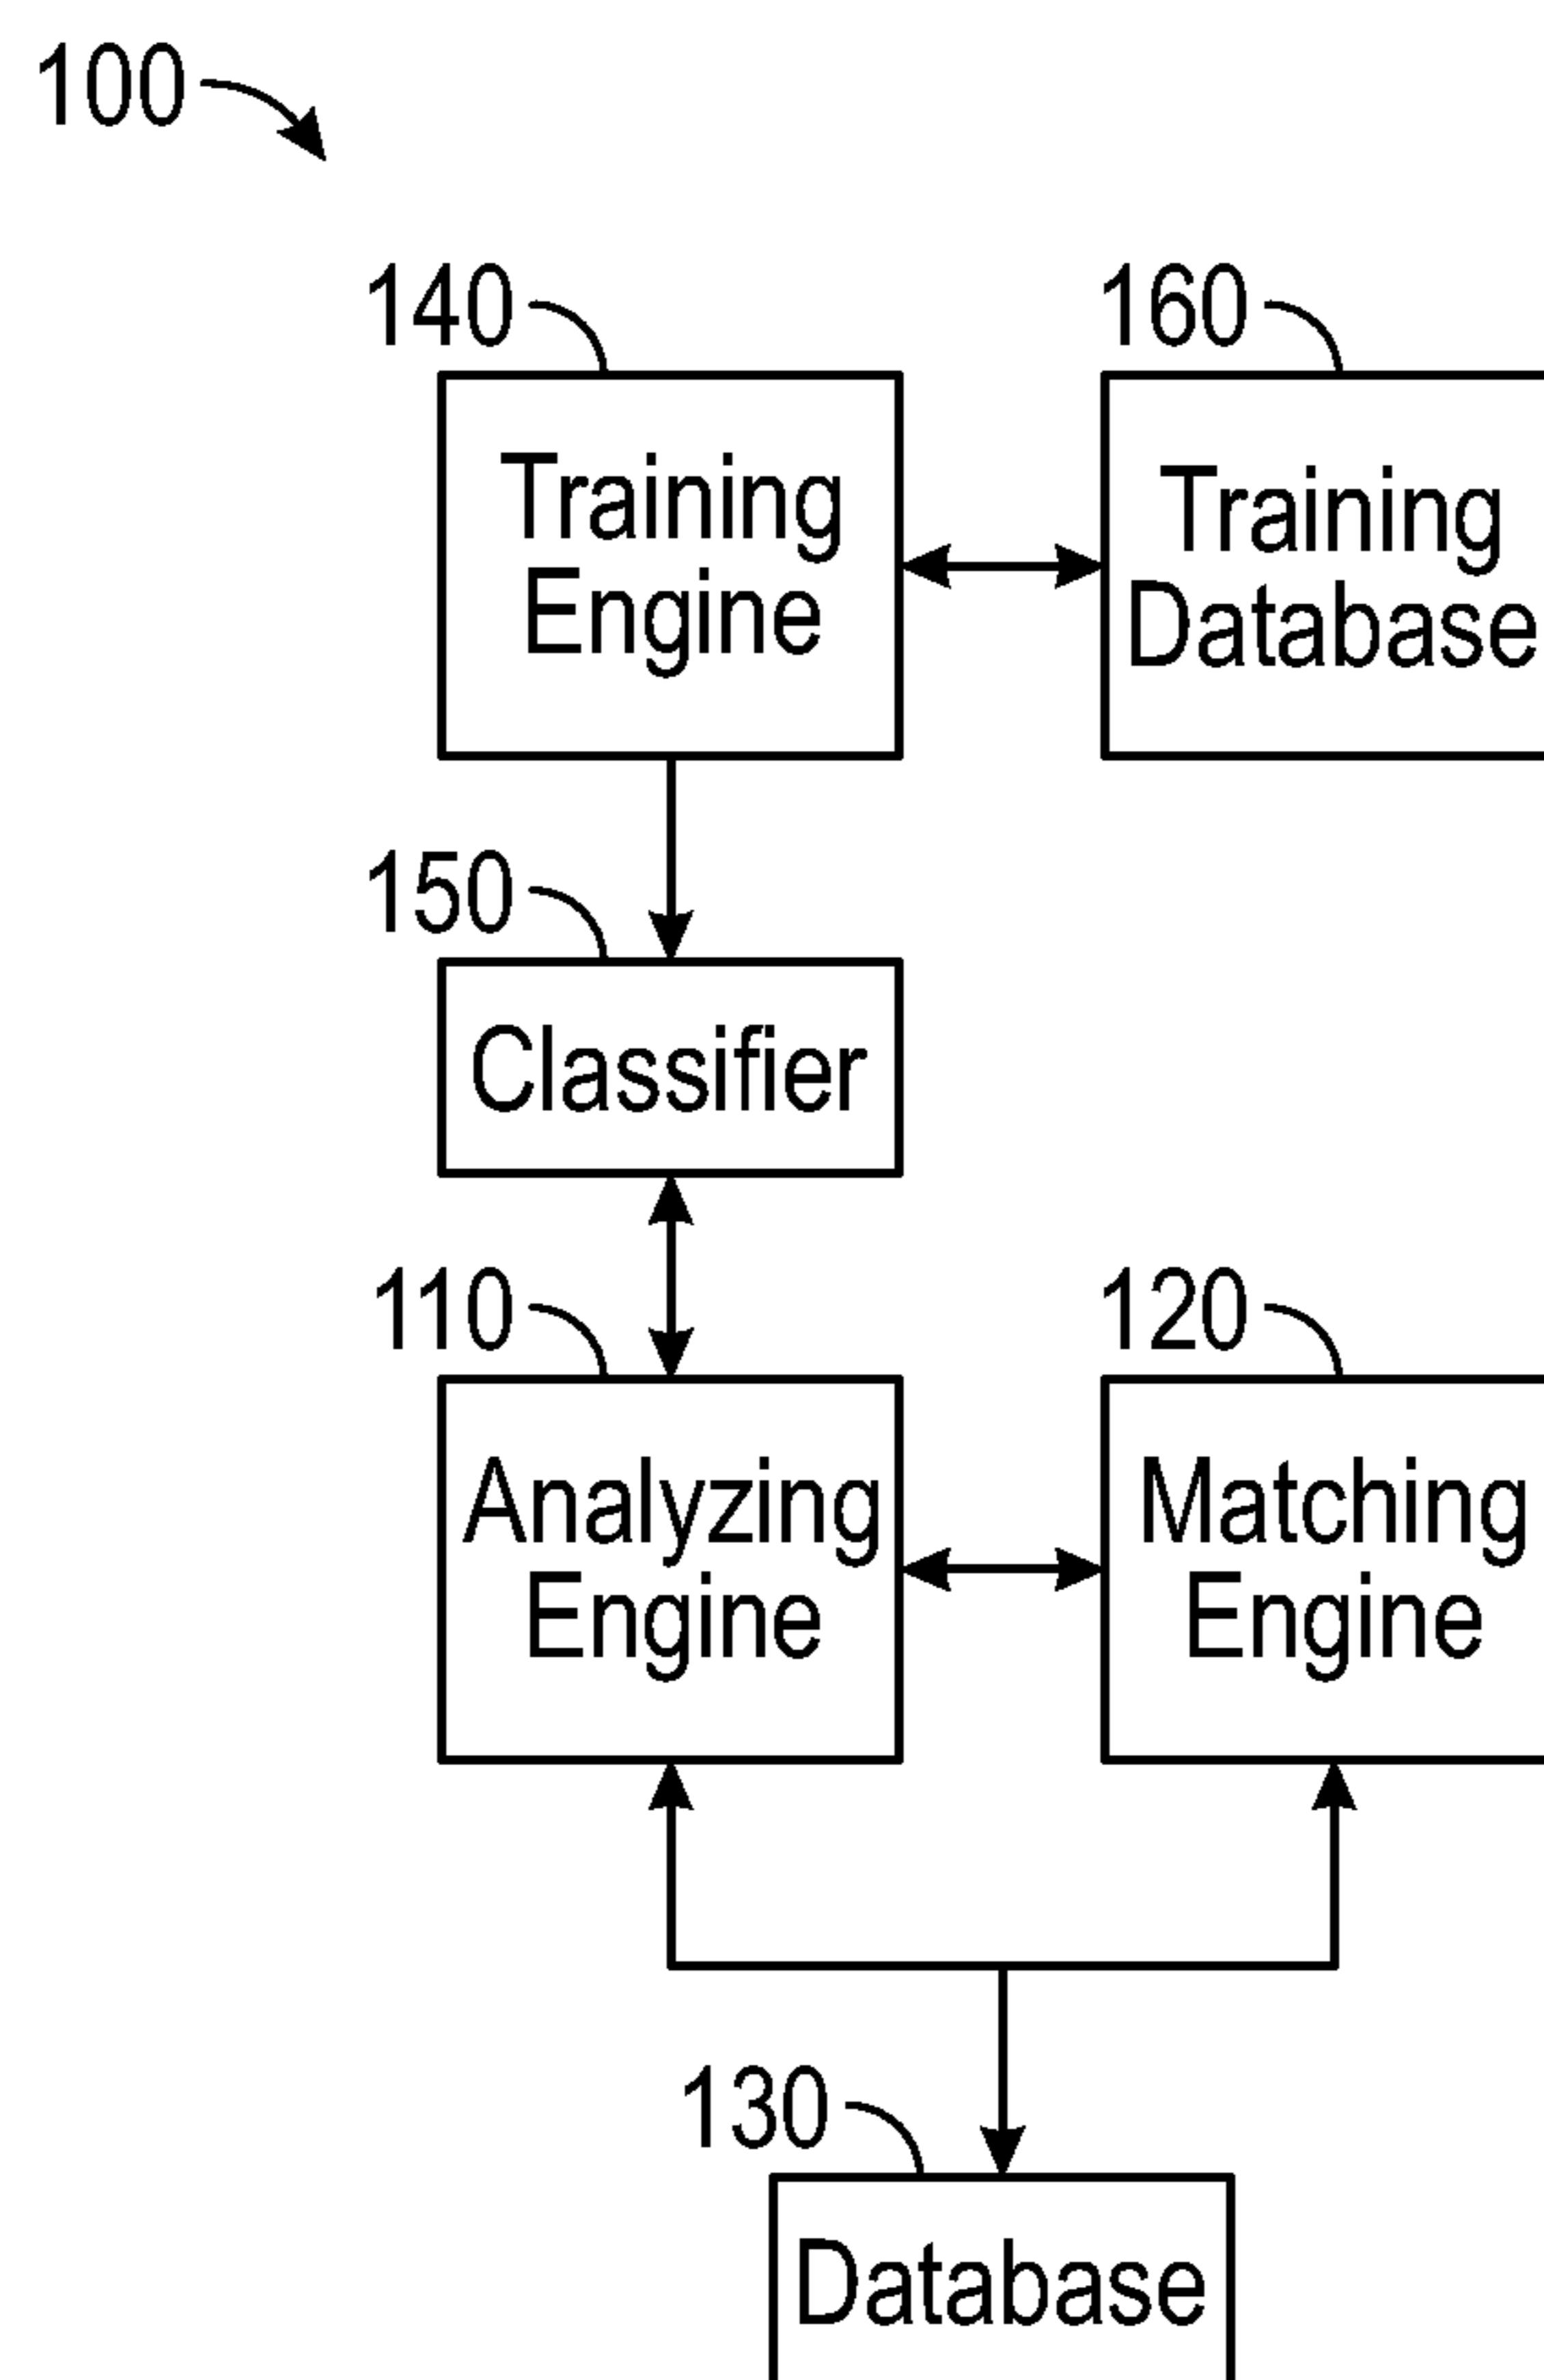 100
140
160
Training
Engine
Training
Database
150
Classifier
110
120
Analyzing
Engine
Matching
Engine
130
Database